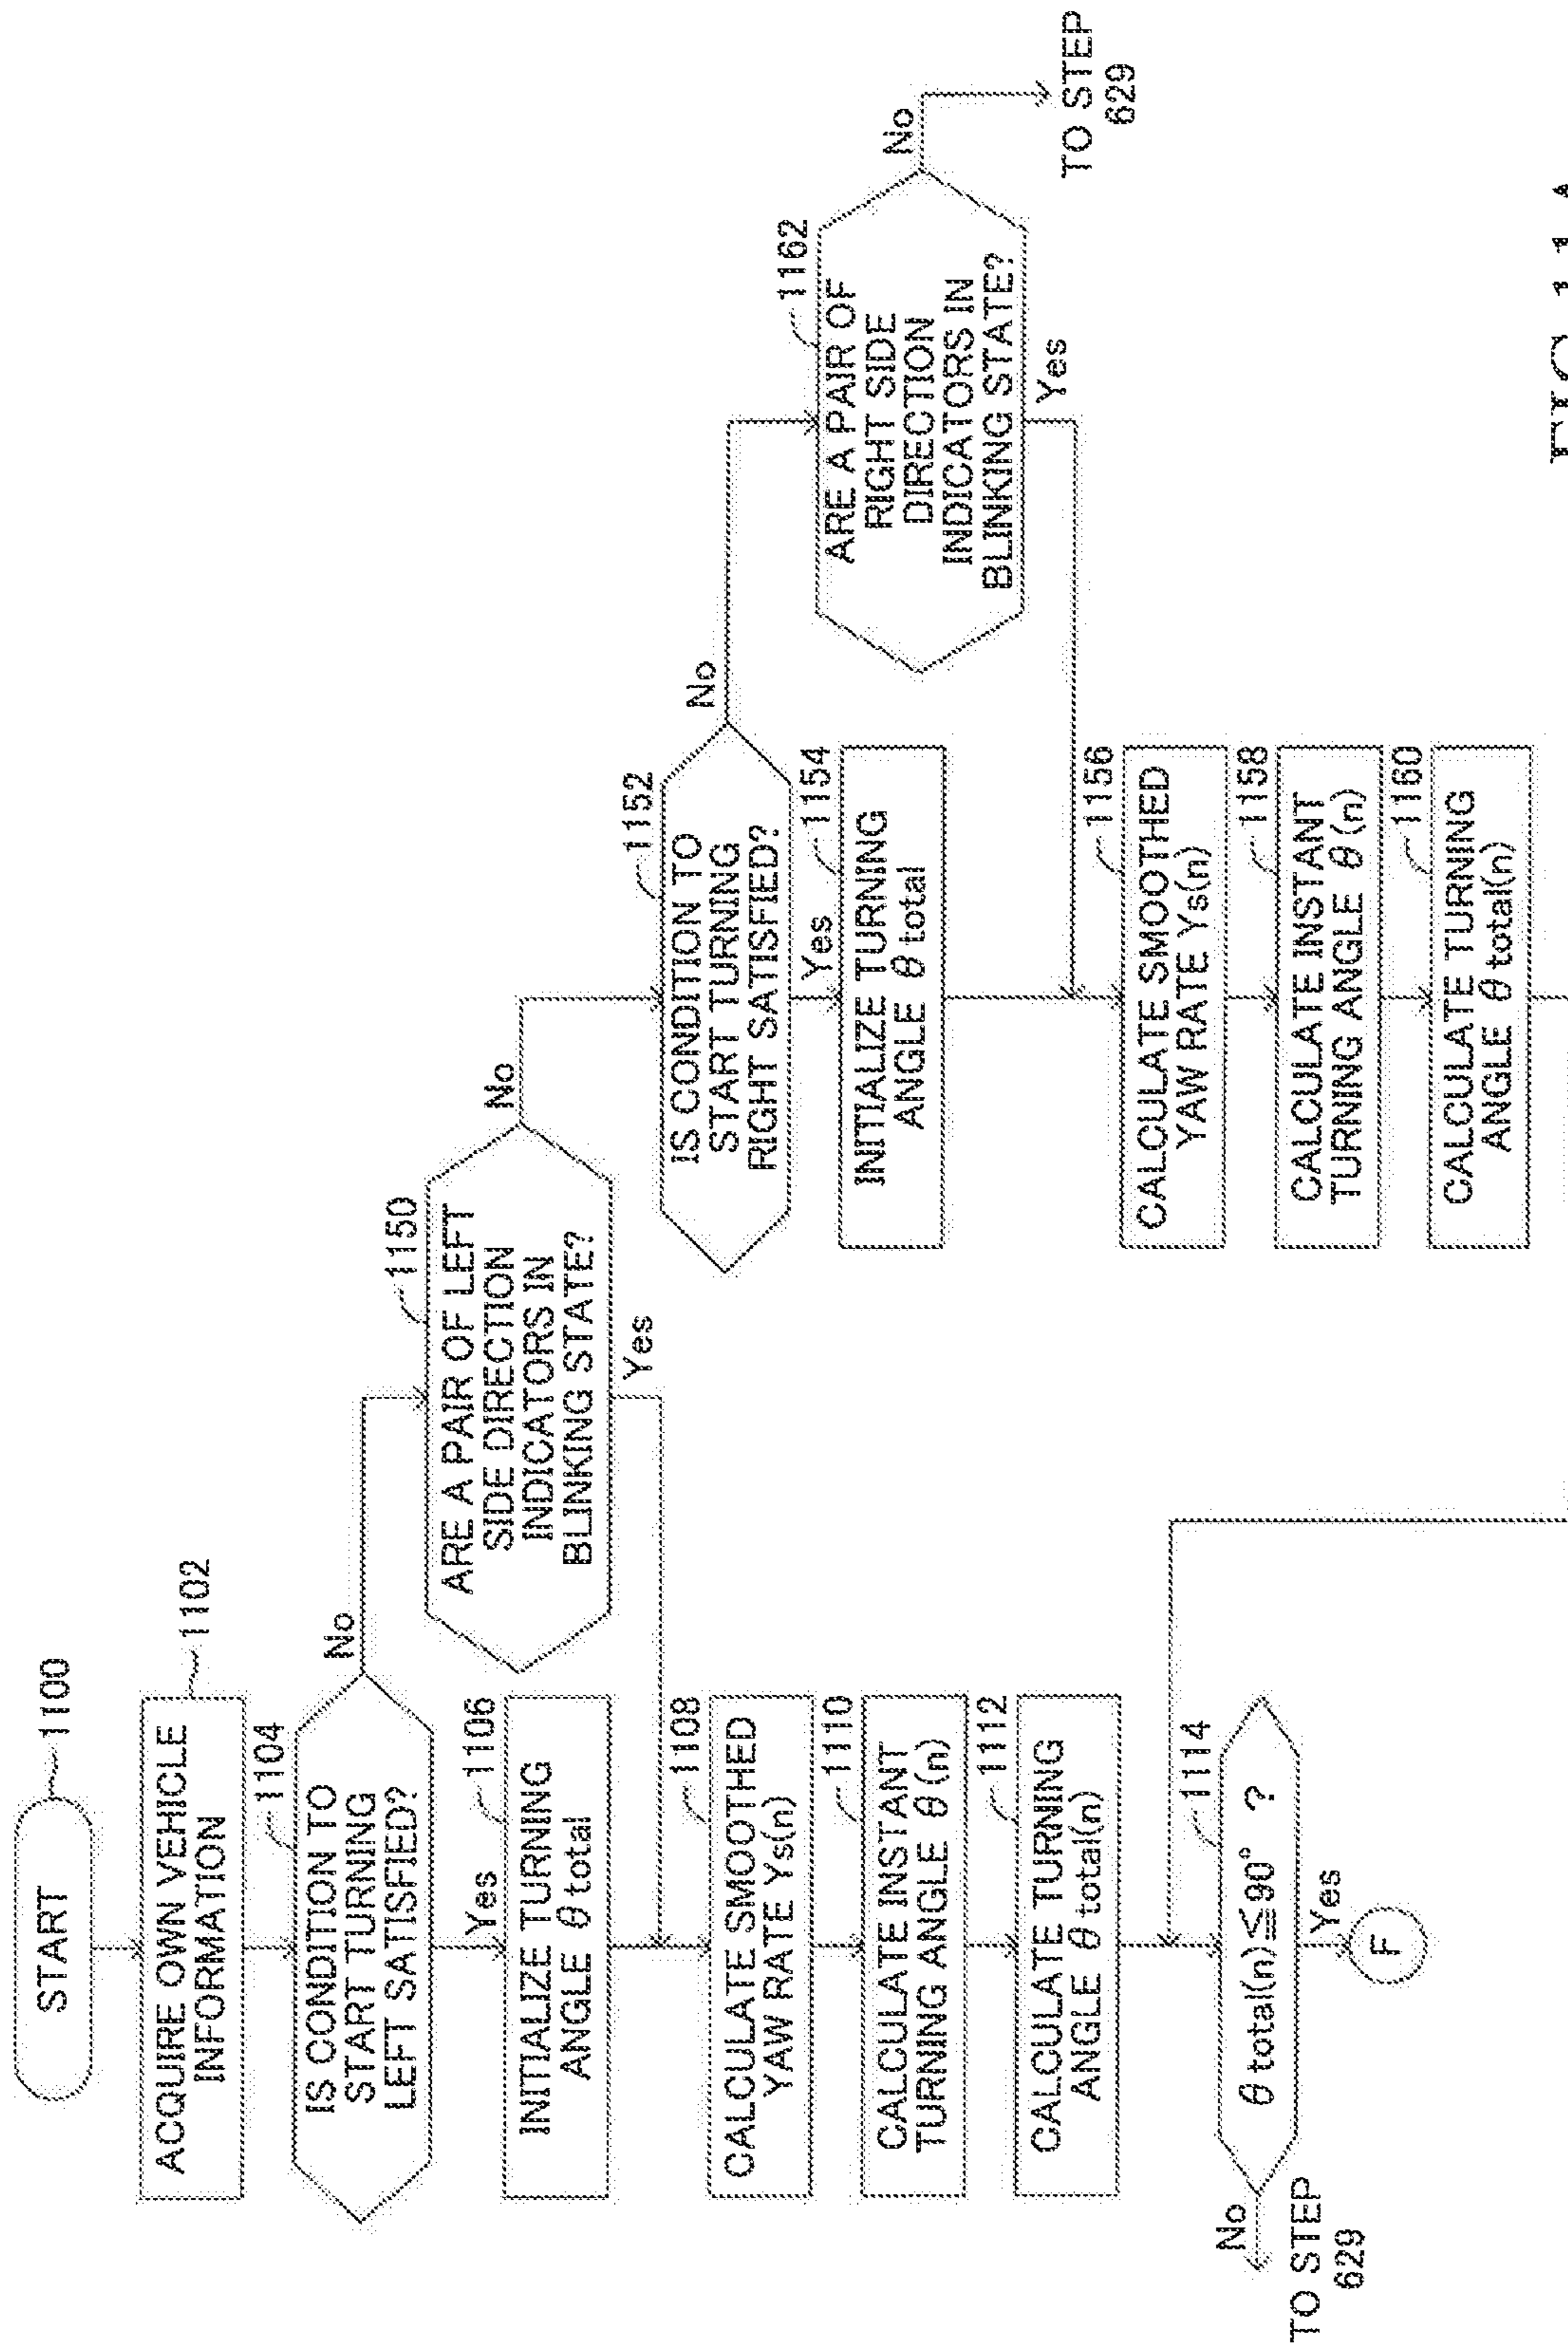 START
1100
ACQUIRE OWN VEHICLE
INFORMATION
1102
1104
IS CONDITION TO
START TURNING
LEFT SATISFIED?
No
Yes
1106
INITIALIZE TURNING
ANGLE θ total
1108
CALCULATE SMOOTHED
YAW RATE Ys(n)
1110
CALCULATE INSTANT
TURNING ANGLE θ (n)
1112
CALCULATE TURNING
ANGLE θ total(n)
1114
θ total(n)≦90° ?
No
TO STEP
629
Yes
F
1150
ARE A PAIR OF LEFT
SIDE DIRECTION
INDICATORS IN
BLINKING STATE?
No
Yes
1152
IS CONDITION TO
START TURNING
RIGHT SATISFIED?
No
Yes
1154
INITIALIZE TURNING
ANGLE θ total
1156
CALCULATE SMOOTHED
YAW RATE Ys(n)
1158
CALCULATE INSTANT
TURNING ANGLE θ (n)
1160
CALCULATE TURNING
ANGLE θ total(n)
1162
ARE A PAIR OF
RIGHT SIDE
DIRECTION
INDICATORS IN
BLINKING STATE?
No
TO STEP
629
Yes